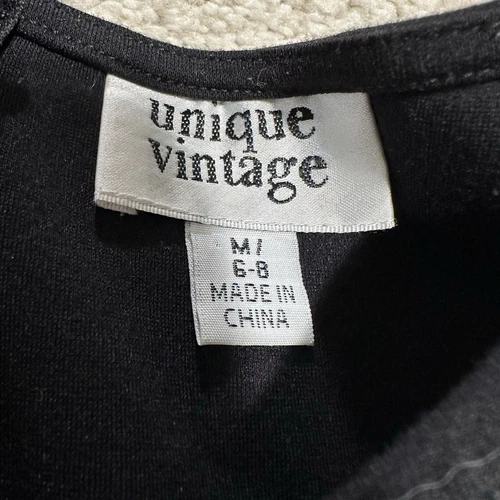 unique
vintage
M/
6-8
MADE IN
CHINA